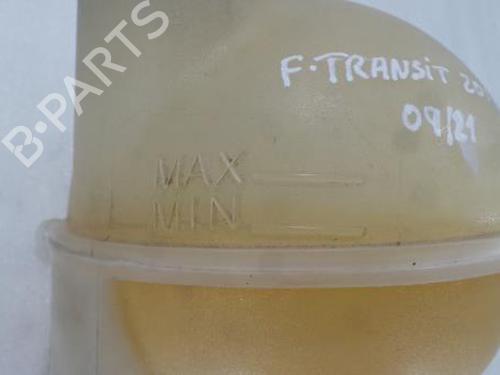 B-PARTS
F-TRANSIT
09/21
MAX
MIN